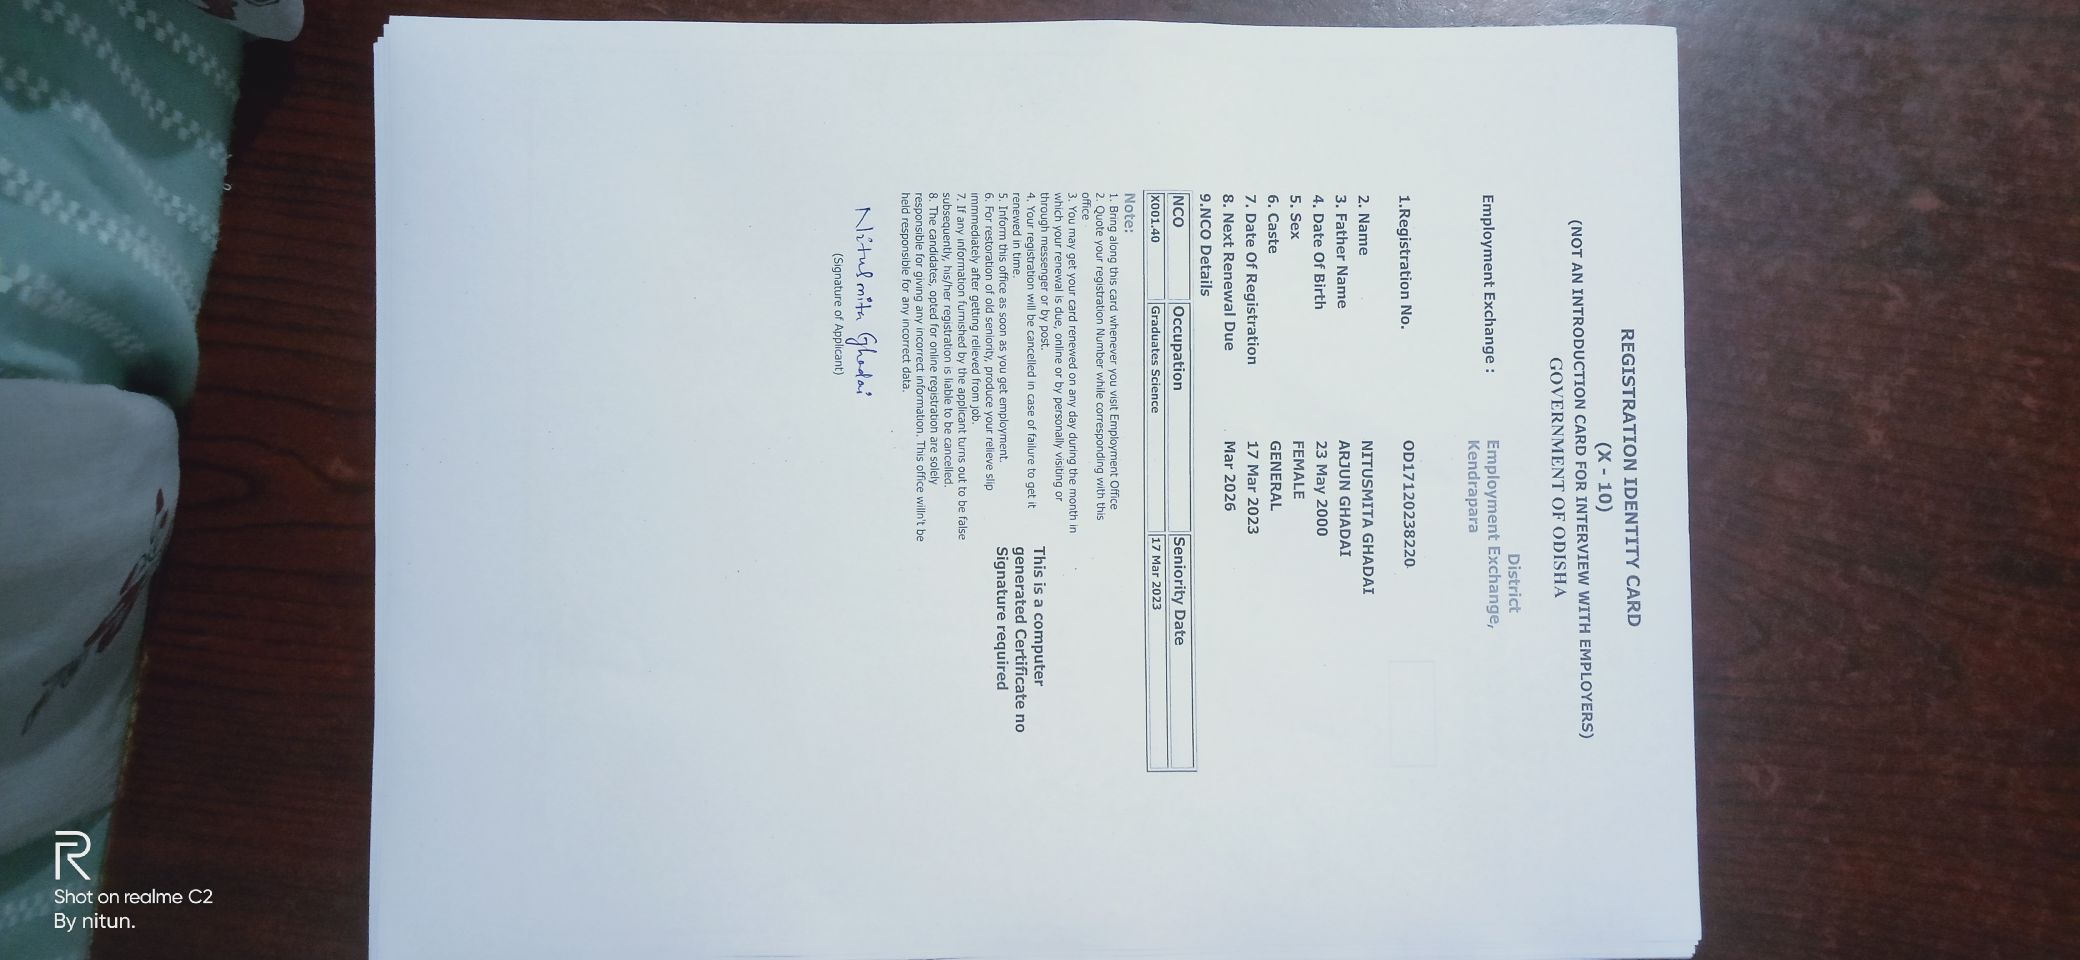 REGISTRATION IDENTITY CARD
(X - 10)
(NOT AN INTRODUCTION CARD FOR INTERVIEW WITH EMPLOYERS)
GOVERNMENT OF ODISHA
District
Employment Exchange : Employment Exchange,
Kendrapara
1.Registration No. OD17120238220
2. Name NITUSMITA GHADAI
3. Father Name ARJUN GHADAI
4. Date Of Birth 23 May 2000
5. Sex FEMALE
6. Caste GENERAL
7. Date Of Registration 17 Mar 2023
8. Next Renewal Due Mar 2026
9.NCO Details
NCO Occupation Seniority Date
X001.40 Graduates Science 17 Mar 2023
Note:
1. Bring along this card whenever you visit Employment Office
2. Quote your registration Number while corresponding with this
office
3. You may get your card renewed on any day during the month in
which your renewal is due, online or by personally visiting or
through messenger or by post.
4. Your registration will be cancelled in case of failure to get it
renewed in time.
5. Inform this office as soon as you get employment.
6. For restoration of old seniority, produce your relieve slip
immediately after getting relieved from job.
7. If any information furnished by the applicant turns out to be false
subsequently, his/her registration is liable to be cancelled.
8. The candidates, opted for online registration are solely
responsible for giving any incorrect information. This office willn't be
held responsible for any incorrect data.
This is a computer
generated Certificate no
Signature required
Nitusmita Ghadai
(Signature of Applicant)
R
Shot on realme C2
By nitun.